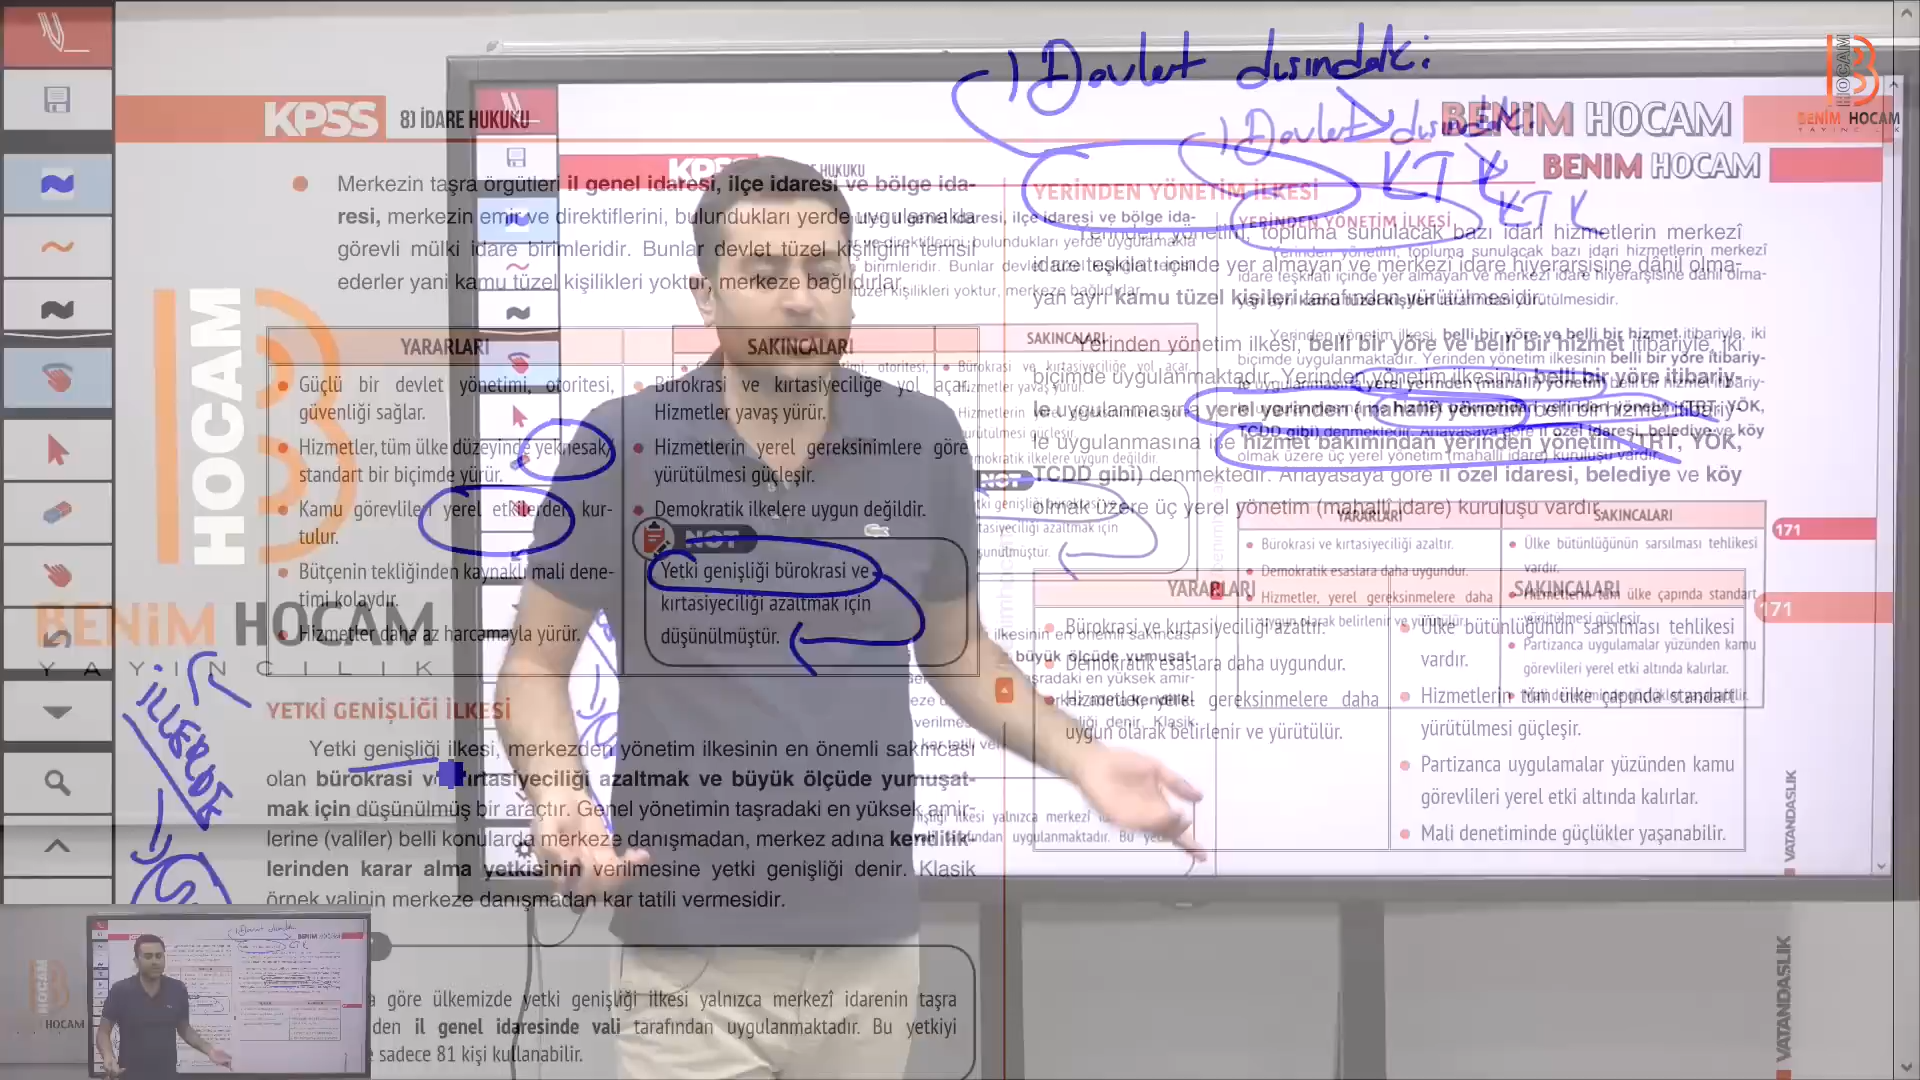 KPSS
8) İDARE HUKUKU
Merkezin taşra örgütleri il genel idaresi, ilçe idaresi ve bölge ida-
resi, merkezin emir ve direktiflerini, bulundukları yerde uygulamakla
görevli mülki idare birimleridir. Bunlar devlet tüzel kişiliğini temsil
ederler yani kamu tüzel kişilikleri yoktur, merkeze bağlıdırlar.
YARARLARI
Güçlü bir devlet yönetimi, otoritesi,
güvenliği sağlar.
Hizmetler, tüm ülke düzeyinde yeknesak
standart bir biçimde yürür.
Kamu görevlileri yerel etkilerden kur-
tulur.
Bütçenin tekliğinden kaynaklı mali dene-
timi kolaydır.
Hizmetler daha az harcamayla yürür.
SAKINCALARI
Bürokrasi ve kırtasiyeciliğe yol açar.
Hizmetler yavaş yürür.
Hizmetlerin yerel gereksinimlere göre
yürütülmesi güçleşir.
Demokratik ilkelere uygun değildir.
NOT
Yetki genişliği bürokrasi ve
kırtasiyeciliği azaltmak için
düşünülmüştür.
YETKİ GENİŞLİĞİ İLKESİ
Yetki genişliği ilkesi, merkezden yönetim ilkesinin en önemli sakıncası
olan bürokrasi ve kırtasiyeciliği azaltmak ve büyük ölçüde yumuşat-
mak için düşünülmüş bir araçtır. Genel yönetimin taşradaki en yüksek amir-
lerine (valiler) belli konularda merkeze danışmadan, merkez adına kendilik-
lerinden karar alma yetkisinin verilmesine yetki genişliği denir. Klasik
örnek valinin merkeze danışmadan kar tatili vermesidir.
göre ülkemizde yetki genişliği ilkesi yalnızca merkezî idarenin taşra
den il genel idaresinde vali tarafından uygulanmaktadır. Bu yetkiyi
sadece 81 kişi kullanabilir.
İLLERDE
1) Devlet dışındaki
KTK
BENİM HOCAM
YERİNDEN YÖNETİM İLKESİ
Yerinden yönetim, topluma sunulacak bazı idari hizmetlerin merkezî
idare teşkilatı içinde yer almayan ve merkezî idare hiyerarşisine dâhil olma-
yan ayrı kamu tüzel kişileri tarafından yürütülmesidir.
Yerinden yönetim ilkesi, belli bir yöre ve belli bir hizmet itibariyle, iki
biçimde uygulanmaktadır. Yerinden yönetim ilkesinin belli bir yöre itibariy-
le uygulanmasına yerel yerinden (mahallî) yönetim, belli bir hizmet itibariy-
le uygulanmasına ise hizmet bakımından yerinden yönetim (TRT, YÖK,
TCDD gibi) denmektedir. Anayasaya göre il özel idaresi, belediye ve köy
olmak üzere üç yerel yönetim (mahallî idare) kuruluşu vardır.
YARARLARI
Bürokrasi ve kırtasiyeciliği azaltır.
Demokratik esaslara daha uygundur.
Hizmetler, yerel gereksinmelere daha
uygun olarak belirlenir ve yürütülür.
SAKINCALARI
Ülke bütünlüğünün sarsılması tehlikesi
vardır.
Hizmetlerin tüm ülke çapında standart
yürütülmesi güçleşir.
Partizanca uygulamalar yüzünden kamu
görevlileri yerel etki altında kalırlar.
Mali denetiminde güçlükler yaşanabilir.
171
VATANDAŞLIK
BENİM HOCAM
YAYINCILIK